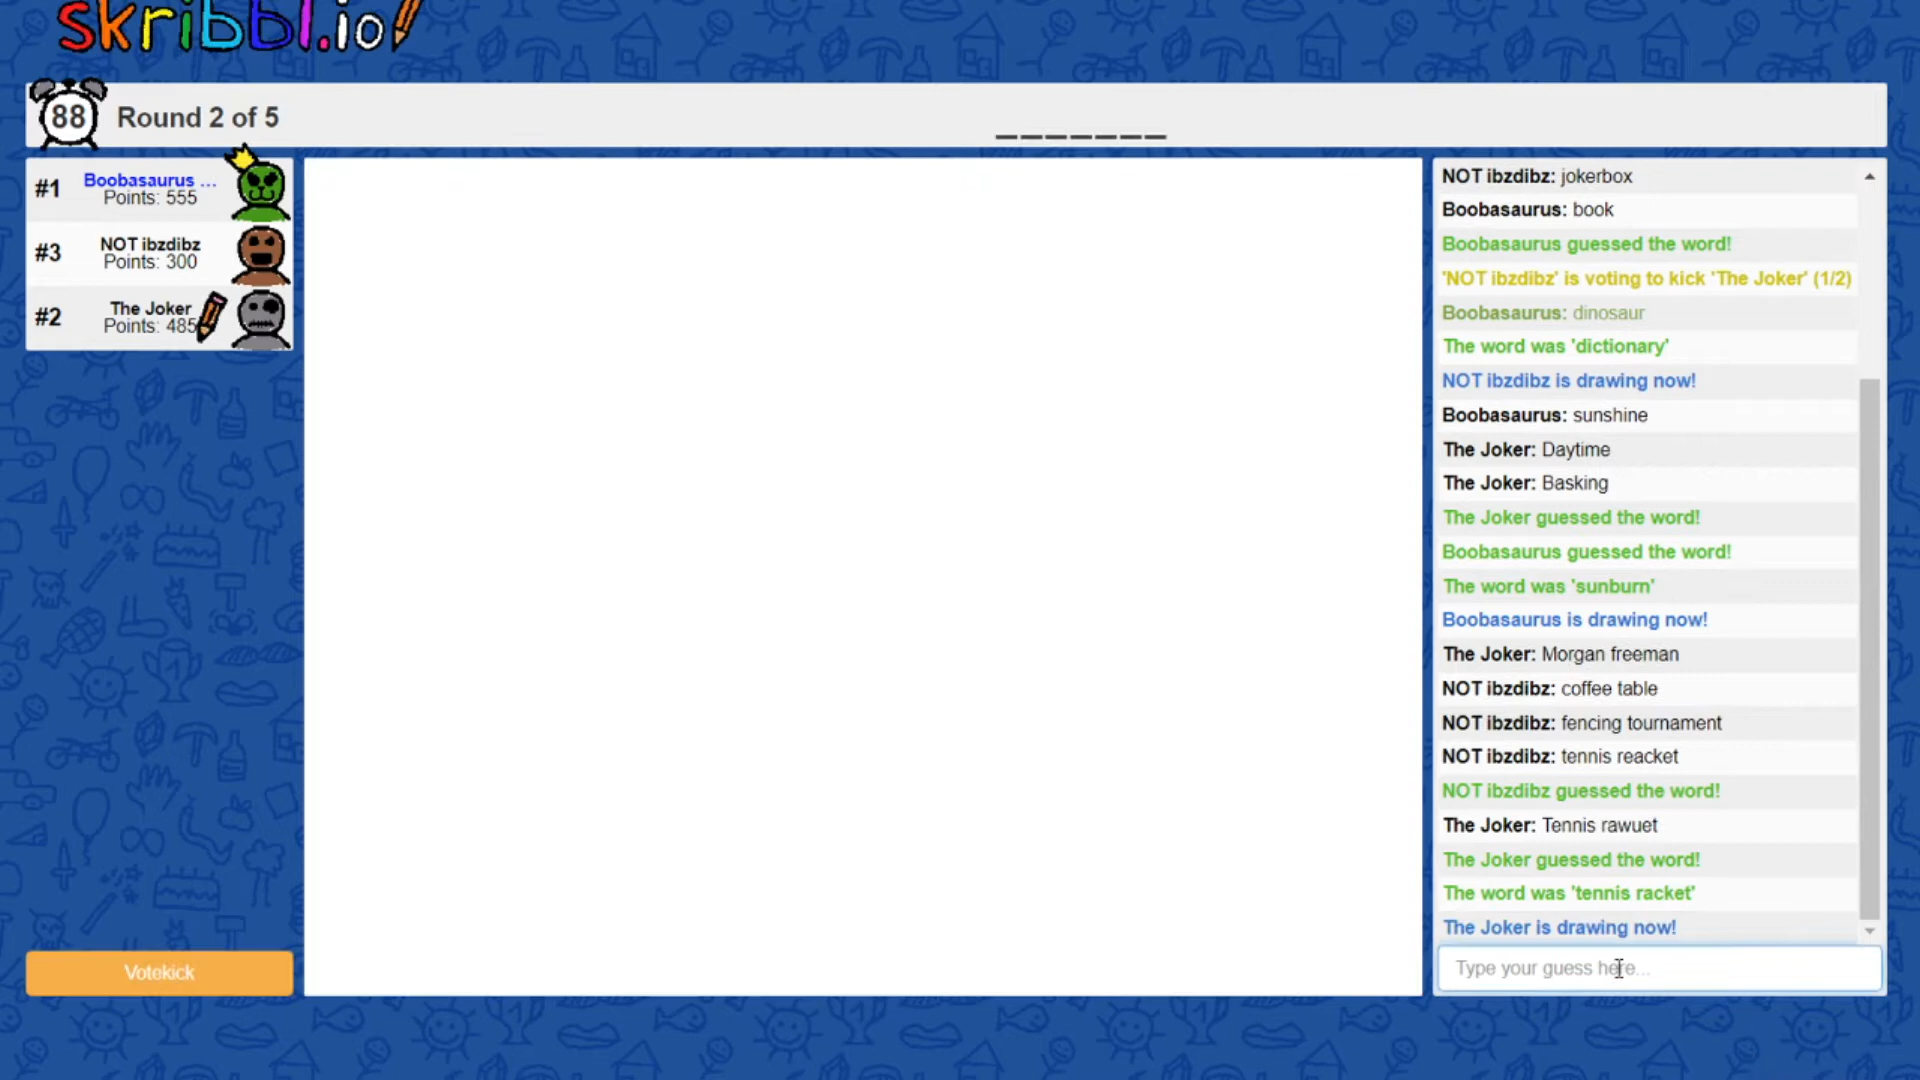 skribbl.io
88
Round 2 of 5
_______
#1
Boobasaurus ...
Points: 555
#3
NOT ibzdibz
Points: 300
#2
The Joker
Points: 485
Votekick
NOT ibzdibz: jokerbox
Boobasaurus: book
Boobasaurus guessed the word!
'NOT ibzdibz' is voting to kick 'The Joker' (1/2)
Boobasaurus: dinosaur
The word was 'dictionary'
NOT ibzdibz is drawing now!
Boobasaurus: sunshine
The Joker: Daytime
The Joker: Basking
The Joker guessed the word!
Boobasaurus guessed the word!
The word was 'sunburn'
Boobasaurus is drawing now!
The Joker: Morgan freeman
NOT ibzdibz: coffee table
NOT ibzdibz: fencing tournament
NOT ibzdibz: tennis reacket
NOT ibzdibz guessed the word!
The Joker: Tennis rawuet
The Joker guessed the word!
The word was 'tennis racket'
The Joker is drawing now!
Type your guess here...